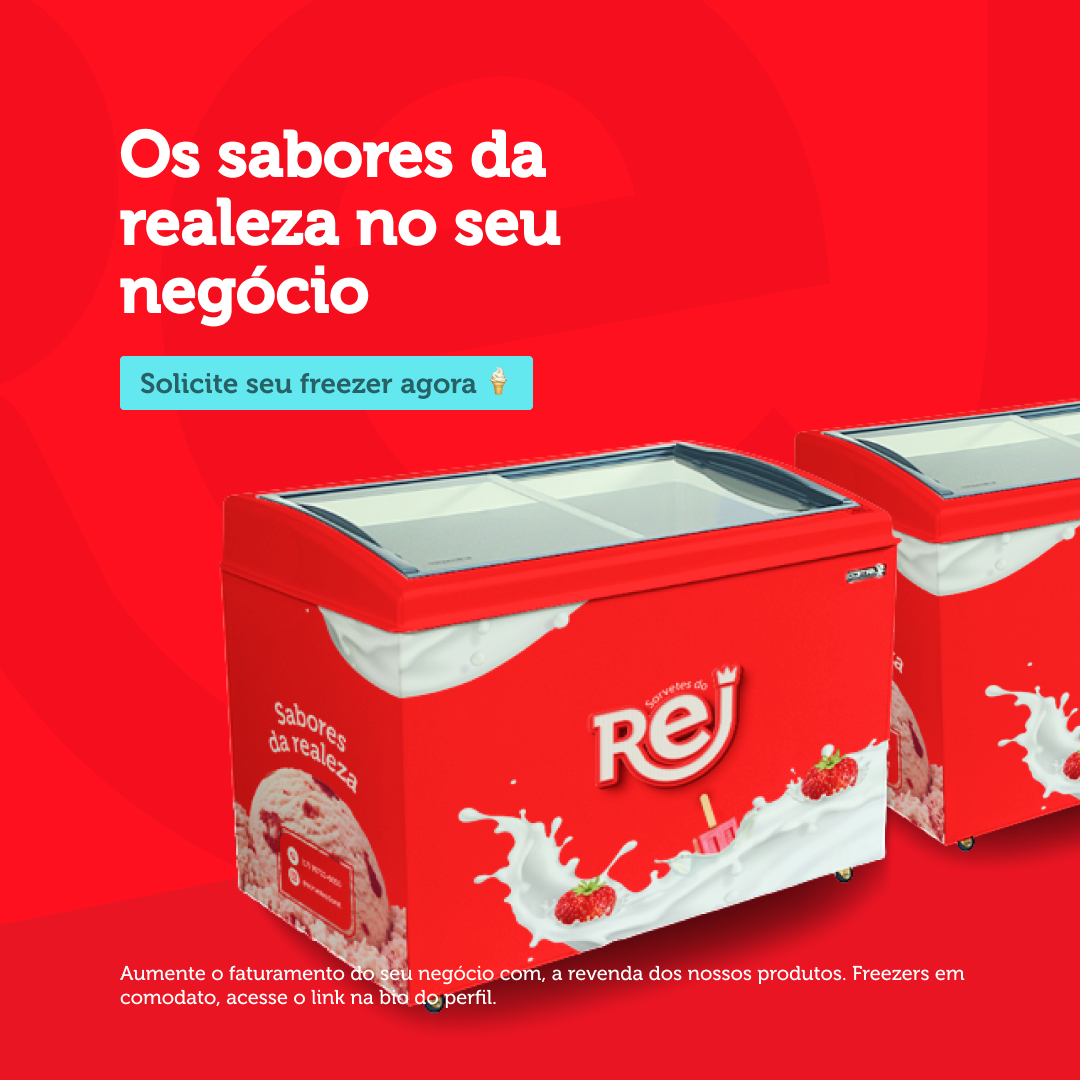 Os sabores da
realeza no seu
negócio
Solicite seu freezer agora 🍦
Sabores
da realeza
Sorvetes do
Rei
Aumente o faturamento do seu negócio com, a revenda dos nossos produtos. Freezers em
comodato, acesse o link na bio do perfil.